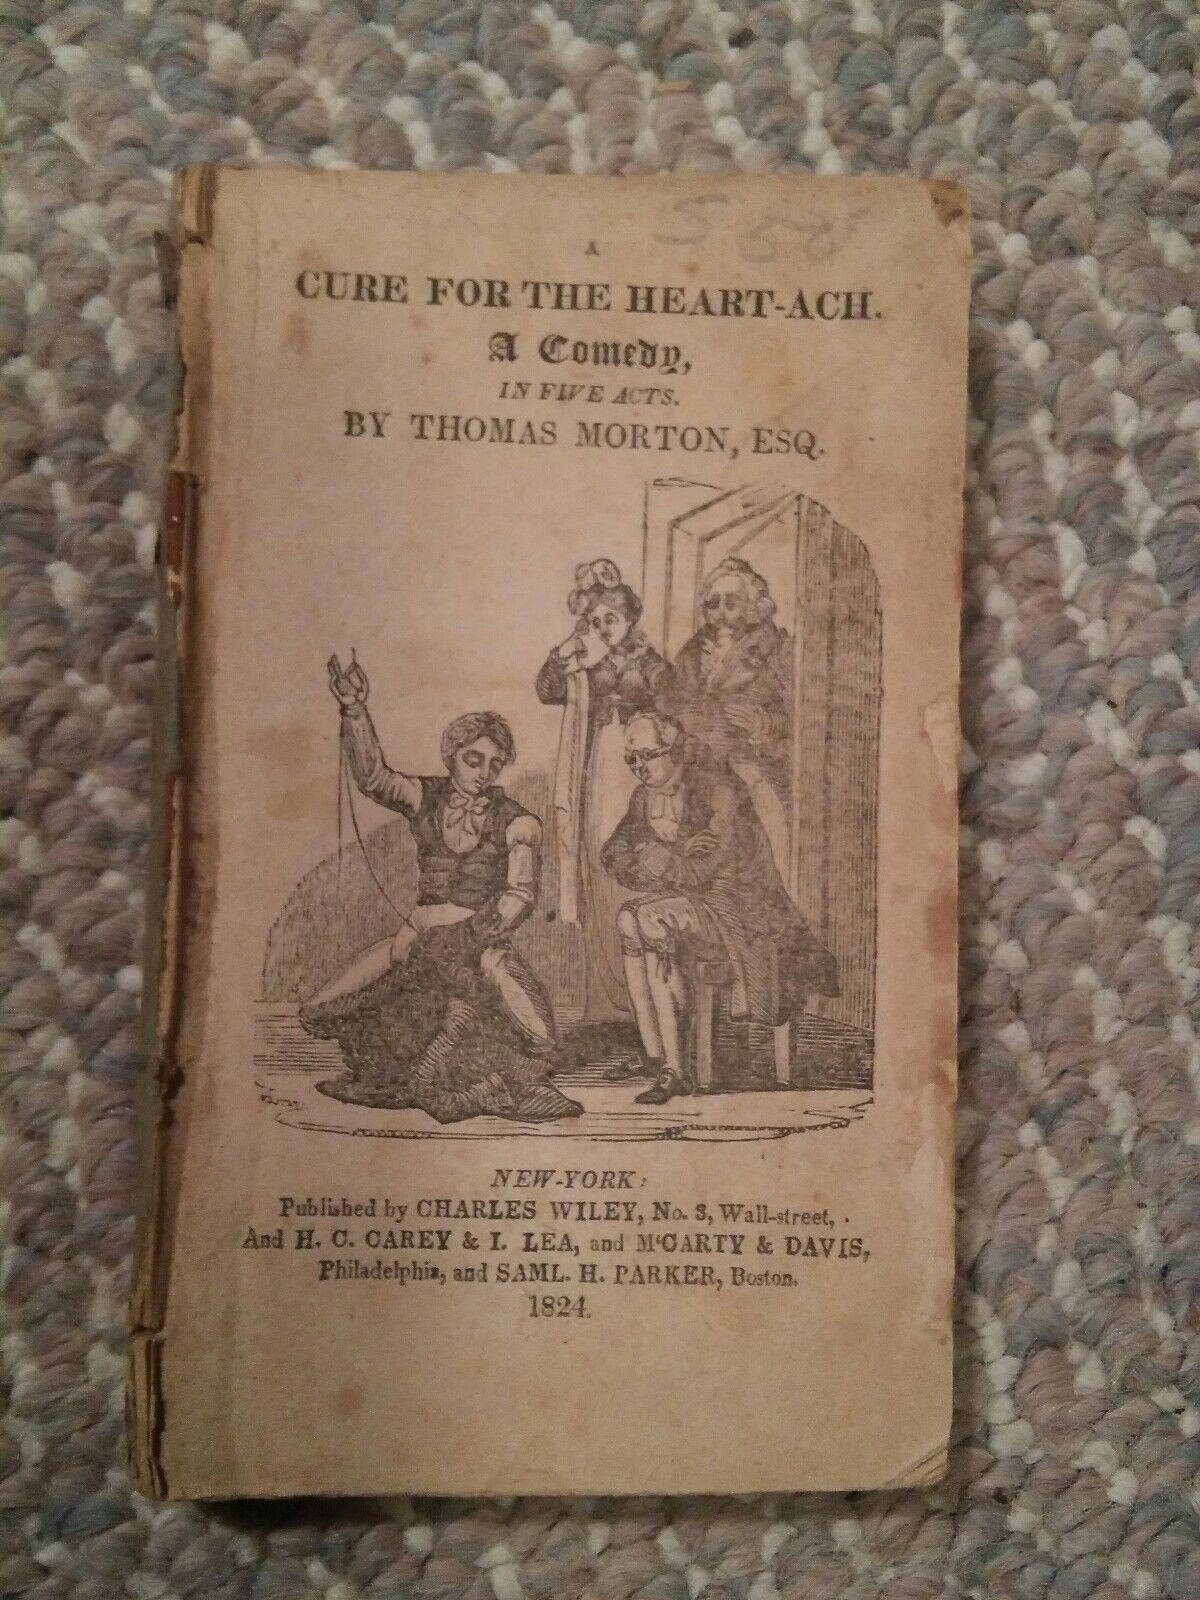 A
CURE FOR THE HEART-ACH.
A Comedy,
IN FIVE ACTS.
BY THOMAS MORTON, ESQ.
NEW-YORK:
Published by CHARLES WILEY, No. 3, Wall-street,
And H. C. CAREY & I. LEA, and M'CARTY & DAVIS,
Philadelphia, and SAML. H. PARKER, Boston.
1824.